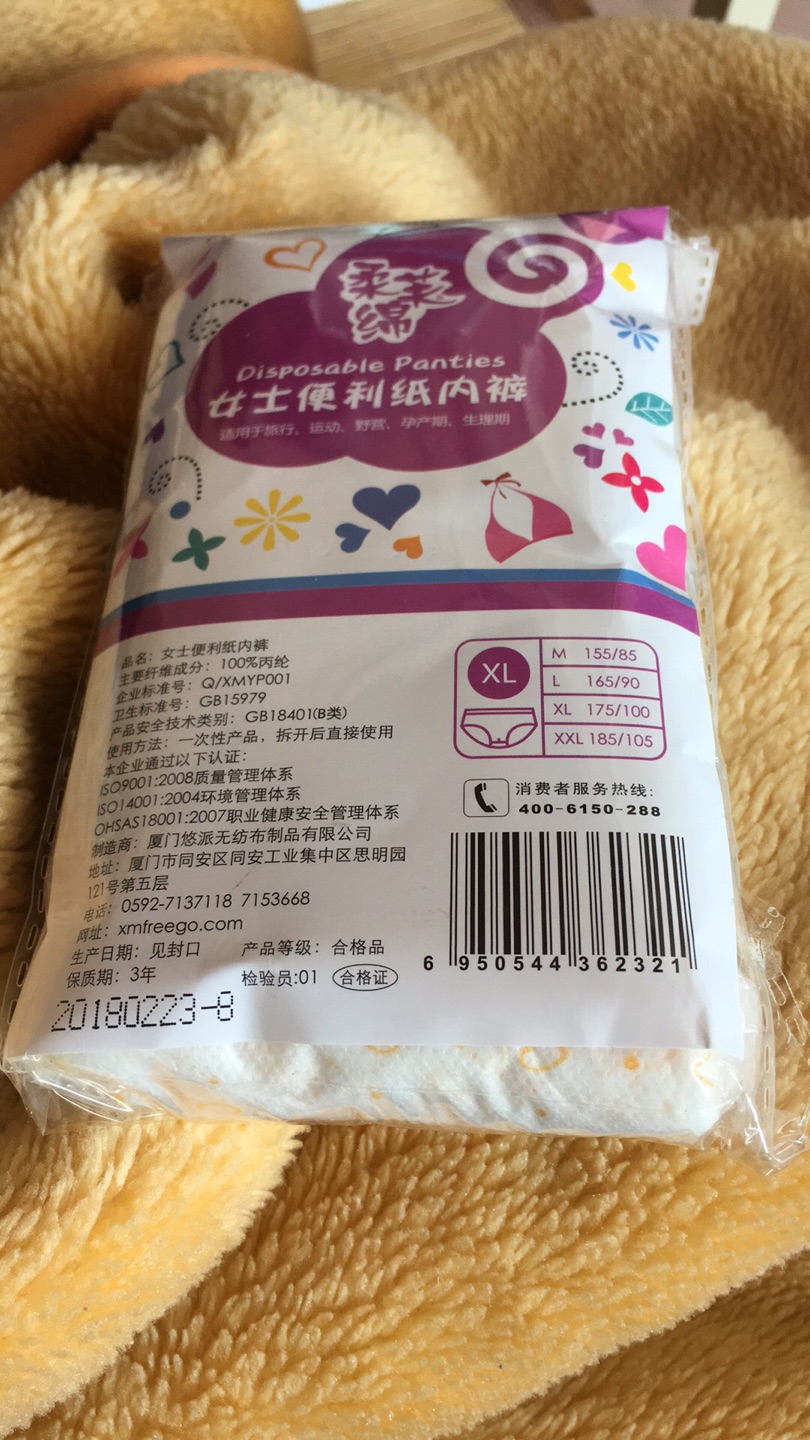 柔芙
绵
Disposable Panties
女士便利纸内裤
适用于旅行、运动、野营、孕产期、生理期
品名：女士便利纸内裤
主要纤维成分：100%丙纶
企业标准号：Q/XMYP001
卫生标准号：GB15979
产品安全技术类别：GB18401(B类)
使用方法：一次性产品，拆开后直接使用
本企业通过以下认证：
ISO9001:2008质量管理体系
ISO14001:2004环境管理体系
OHSAS18001:2007职业健康安全管理体系
制造商：厦门悠派无纺布制品有限公司
地址：厦门市同安区同安工业集中区思明园
121号第五层
电话：0592-7137118 7153668
网址：xmfreego.com
生产日期：见封口 产品等级：合格品
保质期：3年 检验员:01 合格证
20180223-8
XL
M 155/85
L 165/90
XL 175/100
XXL 185/105
消费者服务热线：
400-6150-288
6 950544 362321